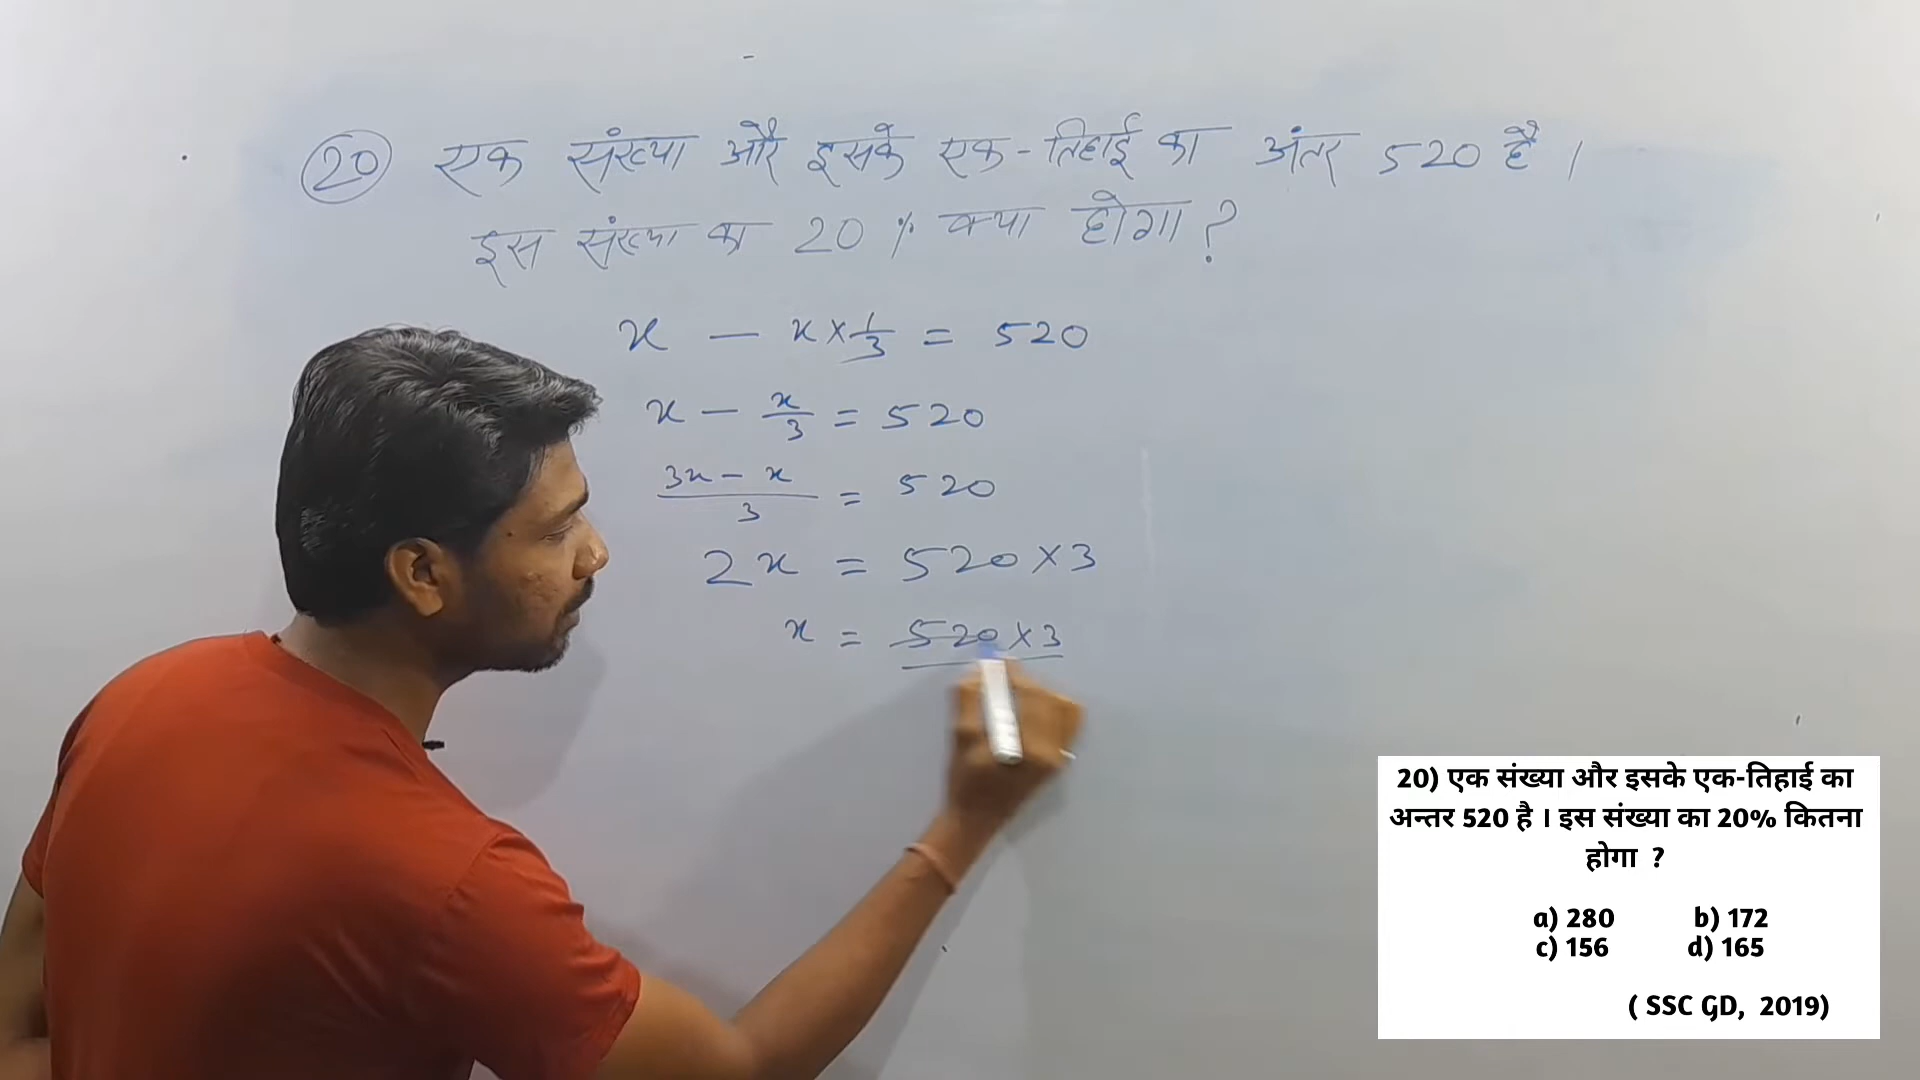 20 एक संख्या और इसके एक-तिहाई का अंतर 520 है ।
इस संख्या का 20 % क्या होगा ?
x - x × 1/3 = 520
x - x/3 = 520
3x - x / 3 = 520
2x = 520 × 3
x = 520 × 3
20) एक संख्या और इसके एक-तिहाई का
अन्तर 520 है । इस संख्या का 20% कितना
होगा ?
a) 280 b) 172
c) 156 d) 165
( SSC GD, 2019)